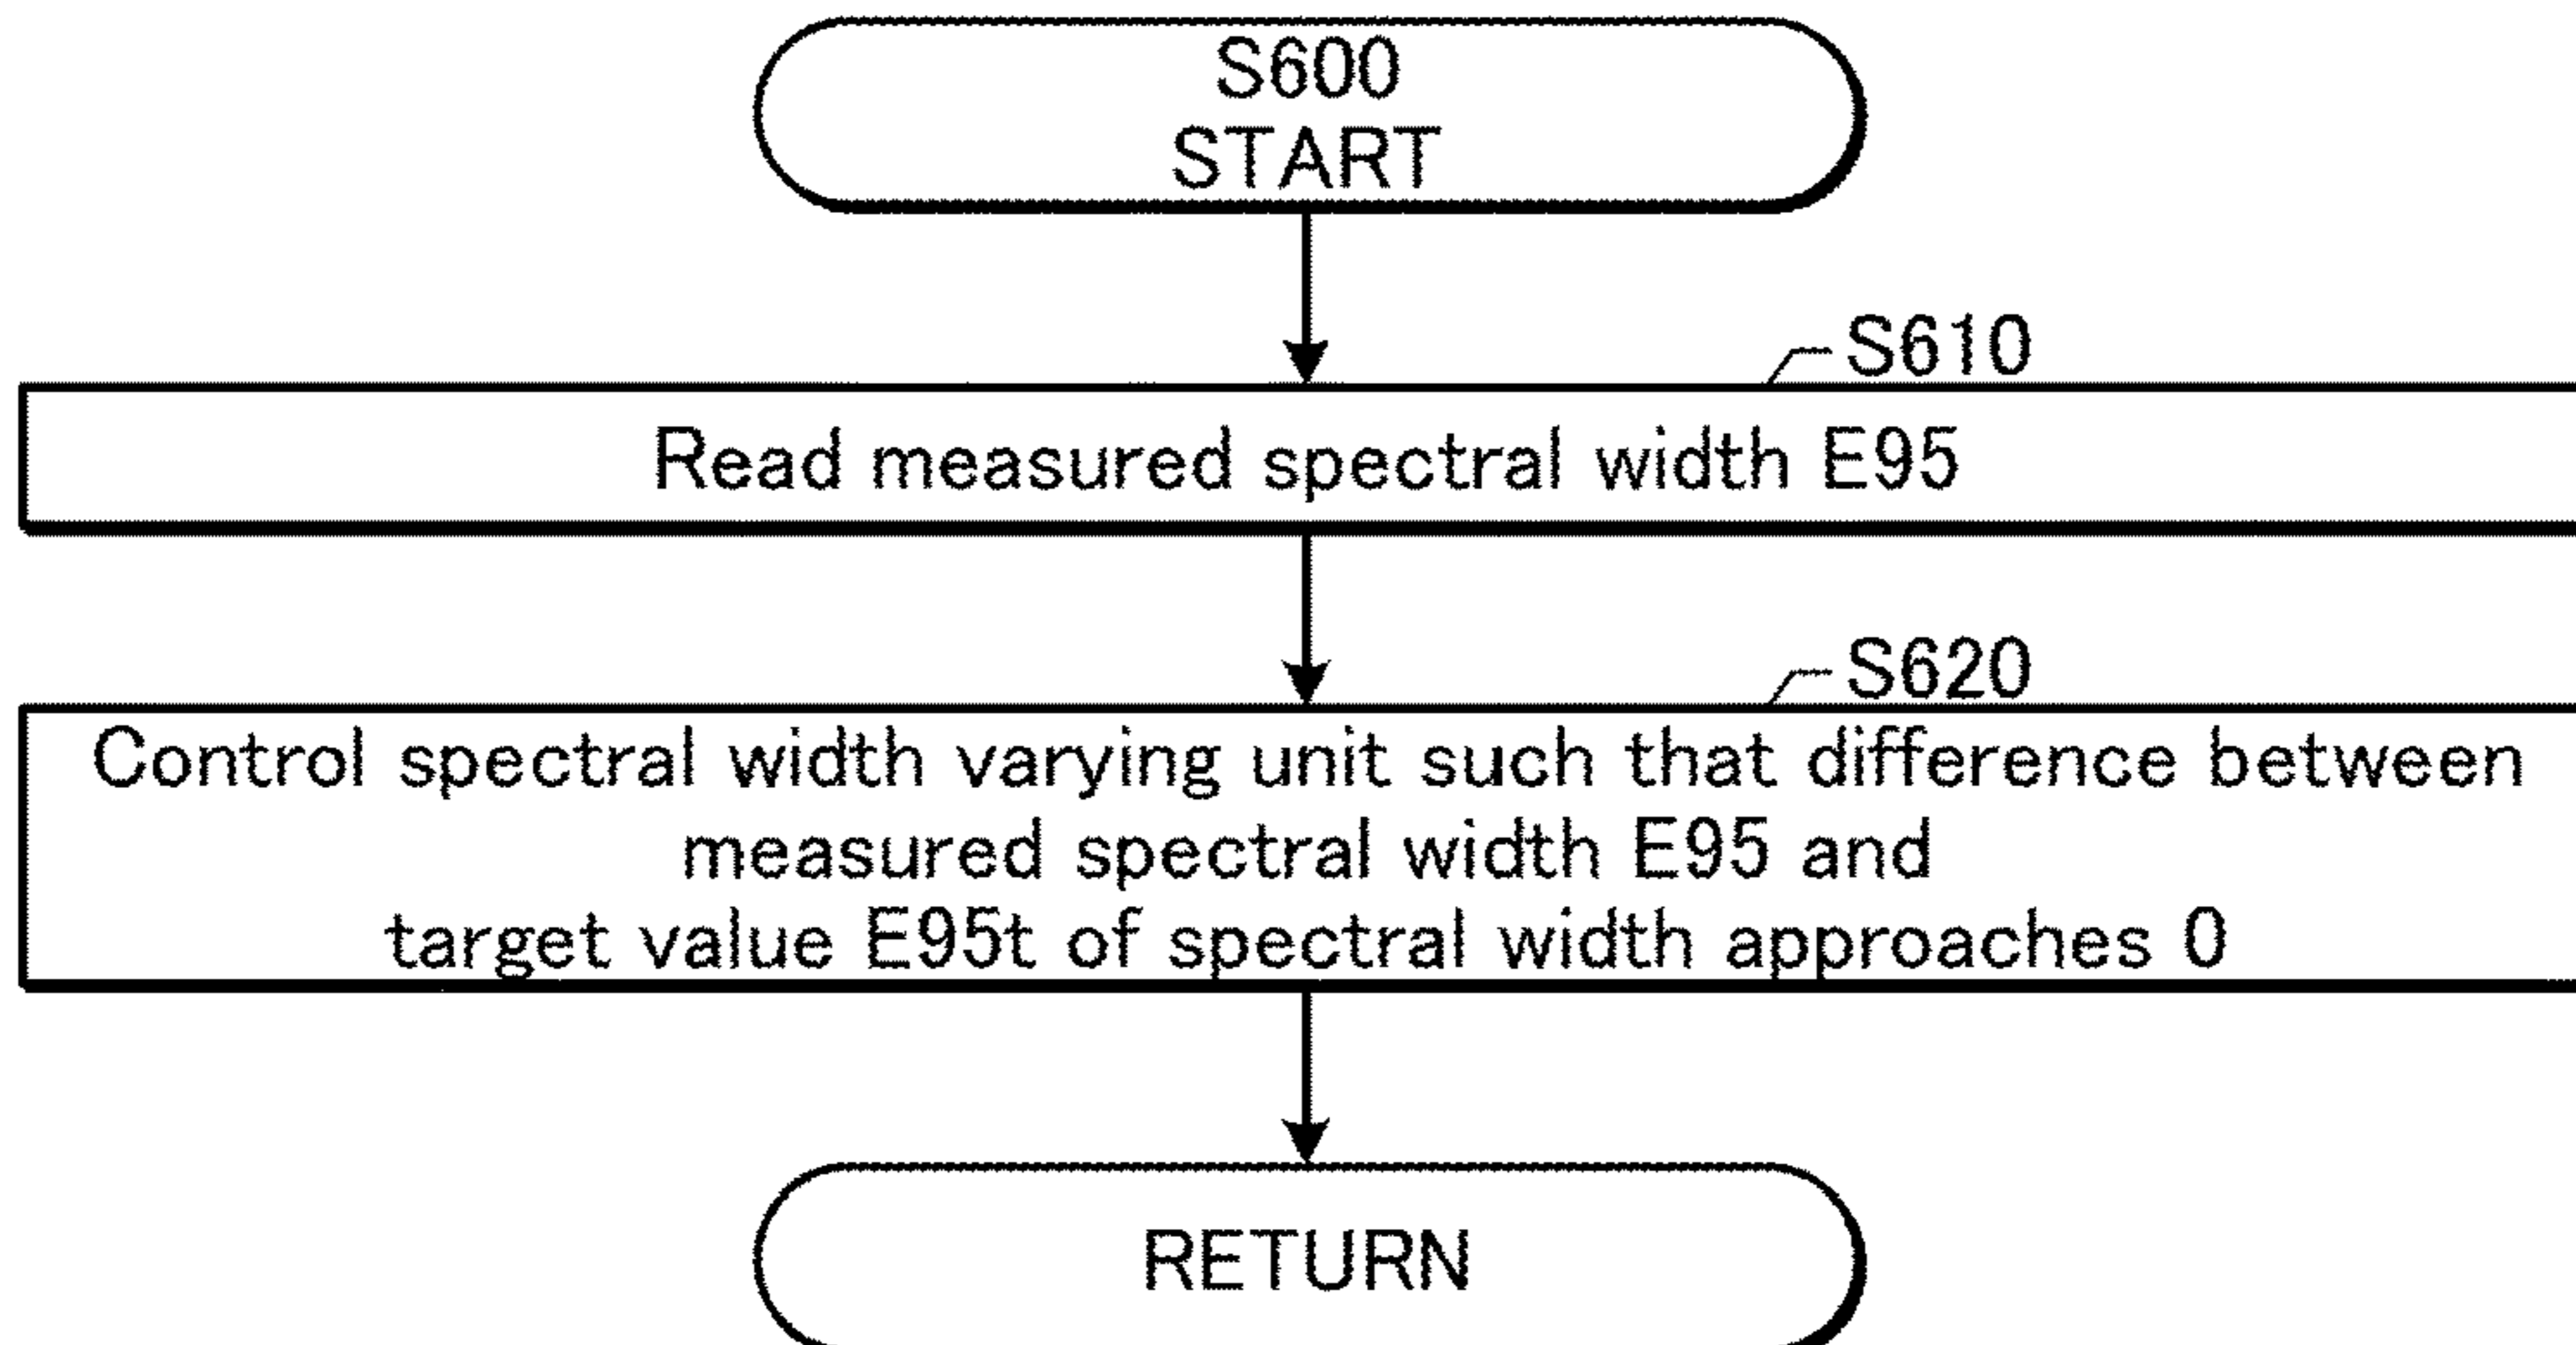 S600
START
S610
Read measured spectral width E95
S620
Control spectral width varying unit such that difference between
measured spectral width E95 and
target value E95t of spectral width approaches 0
RETURN